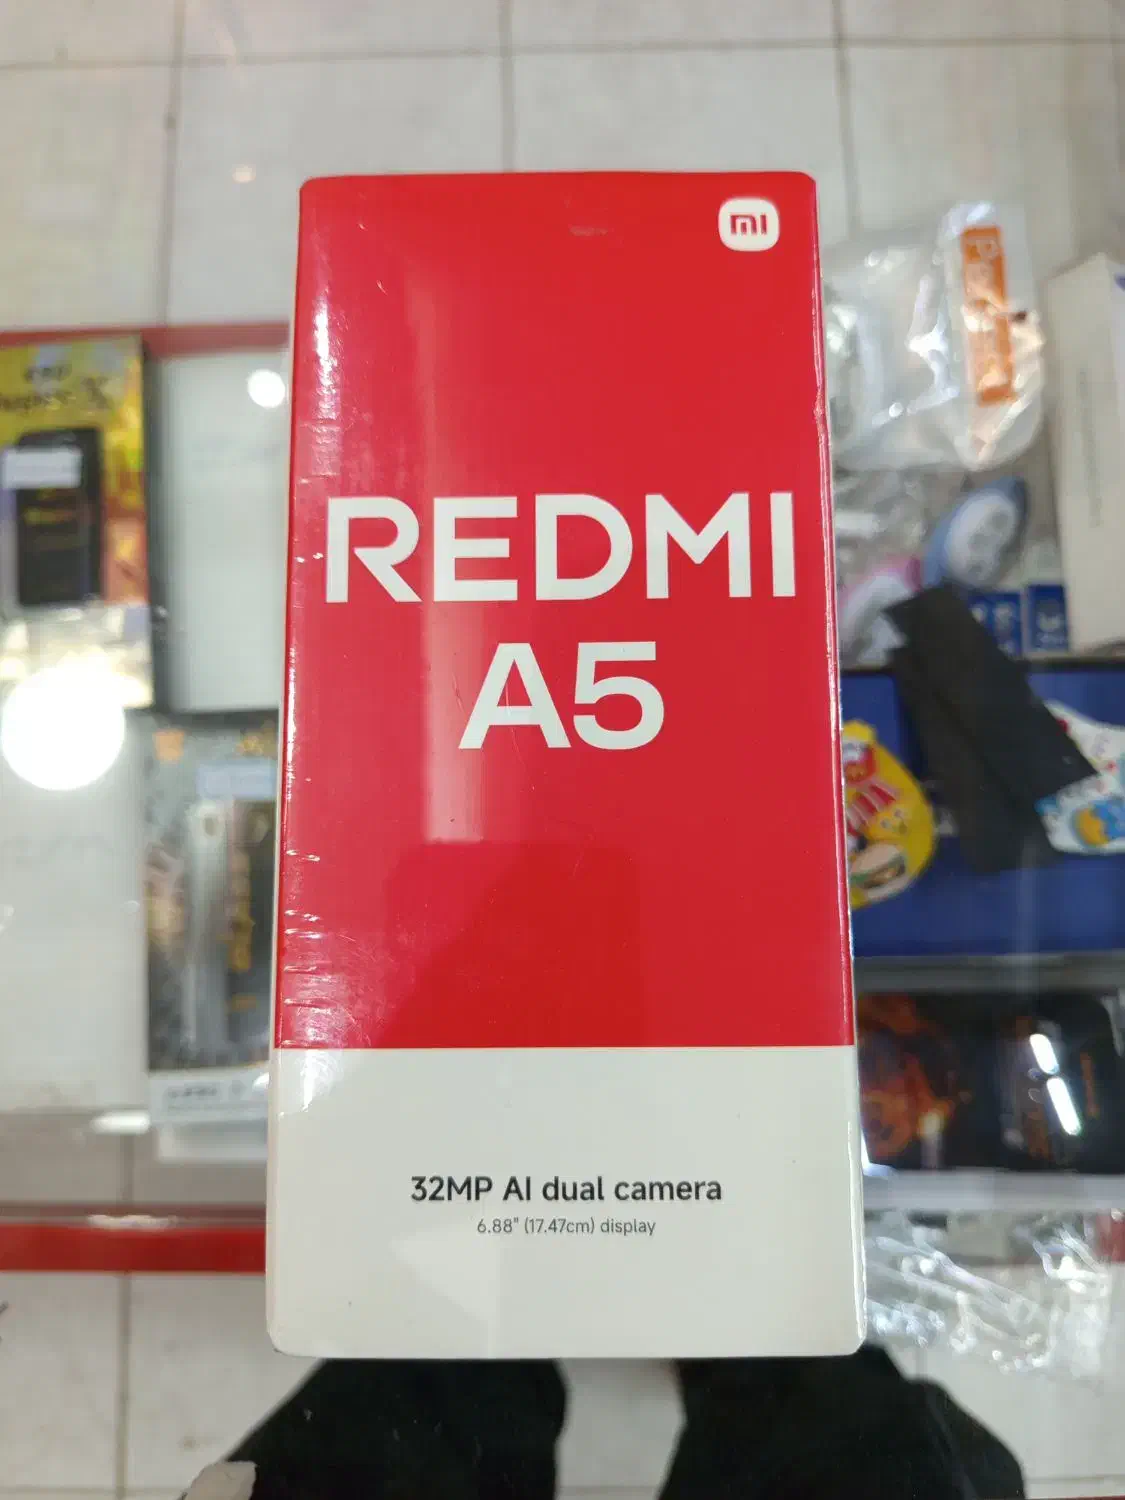 mi
REDMI
A5
32MP AI dual camera
6.88" (17.47cm) display